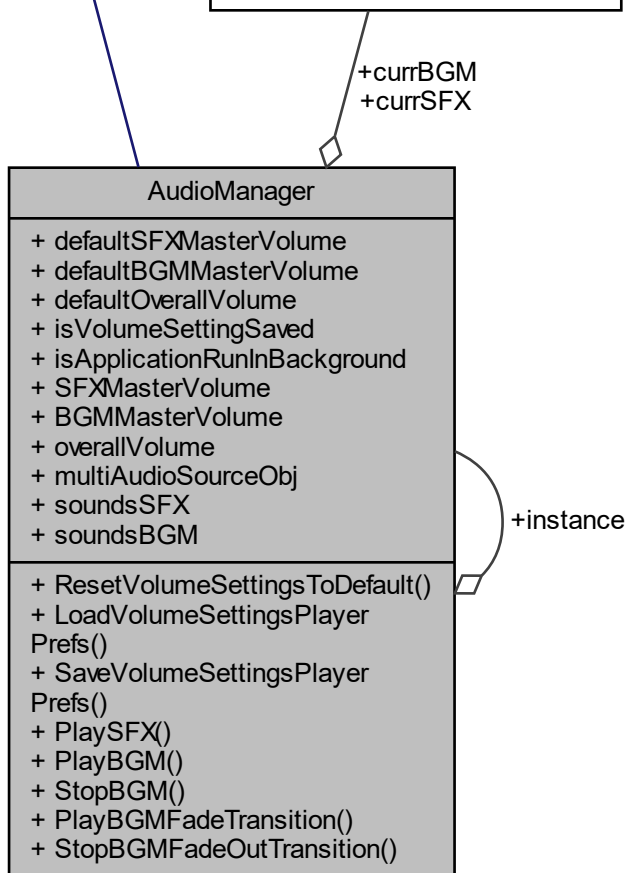 +currBGM
+currSFX
AudioManager
+ defaultSFXMasterVolume
+ defaultBGMMasterVolume
+ defaultOverallVolume
+ isVolumeSettingSaved
+ isApplicationRunInBackground
+ SFXMasterVolume
+ BGMMasterVolume
+ overallVolume
+ multiAudioSourceObj
+ soundsSFX
+ soundsBGM
+instance
+ ResetVolumeSettingsToDefault()
+ LoadVolumeSettingsPlayer
Prefs()
+ SaveVolumeSettingsPlayer
Prefs()
+ PlaySFX()
+ PlayBGM()
+ StopBGM()
+ PlayBGMFadeTransition()
+ StopBGMFadeOutTransition()